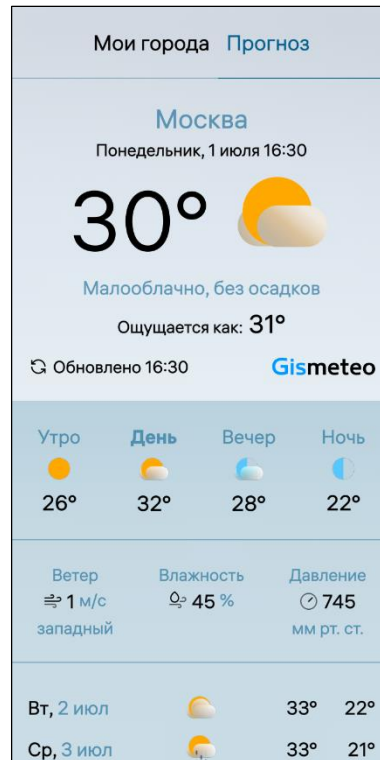 Мои города Прогноз
Москва
Понедельник, 1 июля 16:30
30°
Малооблачно, без осадков
Ощущается как: 31°
Обновлено 16:30 Gismeteo
Утро День Вечер Ночь
26° 32° 28° 22°
Ветер Влажность Давление
1 м/с 45 % 745
западный мм рт. ст.
Вт, 2 июл 33° 22°
Ср, 3 июл 33° 21°